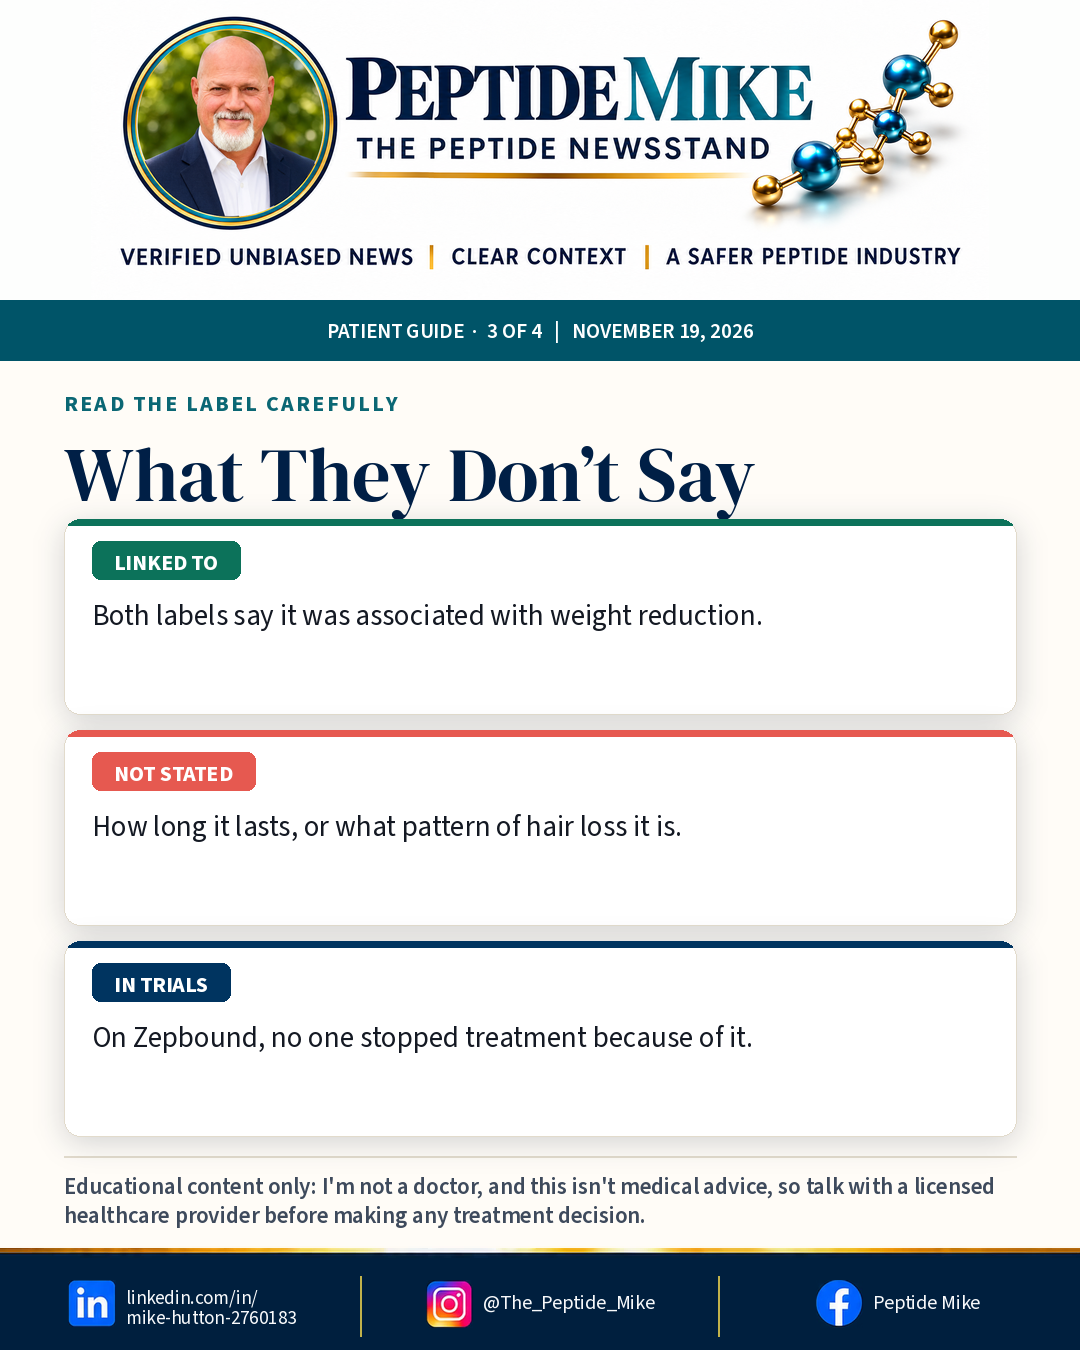 PEPTIDEMIKE
THE PEPTIDE NEWSSTAND
VERIFIED UNBIASED NEWS | CLEAR CONTEXT | A SAFER PEPTIDE INDUSTRY
PATIENT GUIDE · 3 OF 4 | NOVEMBER 19, 2026
READ THE LABEL CAREFULLY
What They Don’t Say
LINKED TO
Both labels say it was associated with weight reduction.
NOT STATED
How long it lasts, or what pattern of hair loss it is.
IN TRIALS
On Zepbound, no one stopped treatment because of it.
Educational content only: I'm not a doctor, and this isn't medical advice, so talk with a licensed
healthcare provider before making any treatment decision.
in
linkedin.com/in/
mike-hutton-2760183
@The_Peptide_Mike
Peptide Mike